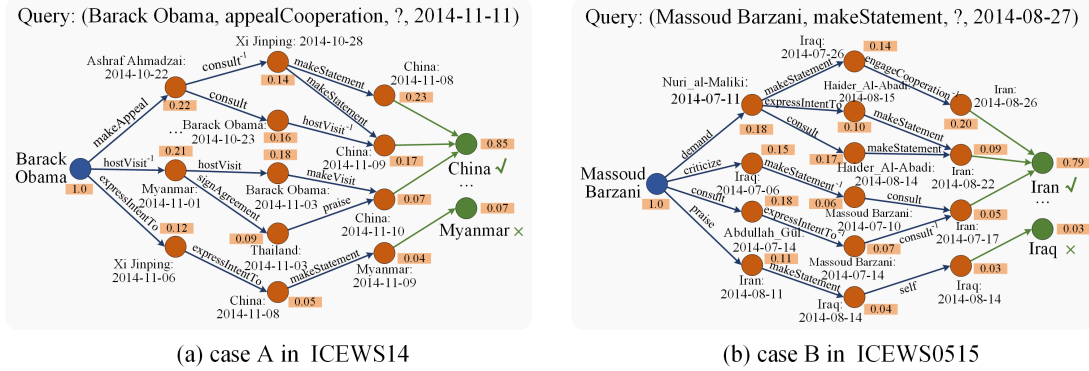 Query: (Barack Obama, appealCooperation, ?, 2014-11-11)
Xi Jinping: 2014-10-28
Ashraf Ahmadzai:
2014-10-22
consult⁻¹
0.14
makeStatement
China:
2014-11-08
0.23
makeAppeal
0.22
consult
makeStatement
...
Barack Obama:
2014-10-23
0.16
hostVisit⁻¹
0.85
China ✓
...
Barack
Obama
1.0
hostVisit⁻¹
0.21
hostVisit
0.18
China:
2014-11-09
0.17
Myanmar:
2014-11-01
signAgreement
Barack Obama:
2014-11-03
makeVisit
praise
0.07
China:
2014-11-10
0.07
Myanmar ×
expressIntentTo
0.12
0.09
Thailand:
2014-11-03
Xi Jinping:
2014-11-06
expressIntentTo
makeStatement
0.04
Myanmar:
2014-11-09
China:
2014-11-08
0.05
(a) case A in ICEWS14
Query: (Massoud Barzani, makeStatement, ?, 2014-08-27)
Iraq:
2014-07-26
0.14
Nuri_al-Maliki:
2014-07-11
makeStatement
engageCooperation⁻¹
Iran:
2014-08-26
0.20
0.18
expressIntentTo
Haider_Al-Abadi:
2014-08-15
0.10
makeStatement
demand
consult
0.17
makeStatement
0.09
Haider_Al-Abadi:
2014-08-14
Iran:
2014-08-22
0.79
Iran ✓
...
Massoud
Barzani
1.0
criticize
0.15
Iraq:
2014-07-06
makeStatement⁻¹
0.06
consult
Massoud Barzani:
2014-07-10
0.05
Iran:
2014-07-17
consult
0.18
Abdullah_Gül:
2014-07-14
expressIntentTo⁻¹
0.07
consult⁻¹
Massoud Barzani:
2014-07-14
0.03
Iraq ×
praise
0.11
Iran:
2014-08-11
makeStatement
0.04
Iraq:
2014-08-14
self
0.03
Iraq:
2014-08-14
(b) case B in ICEWS0515